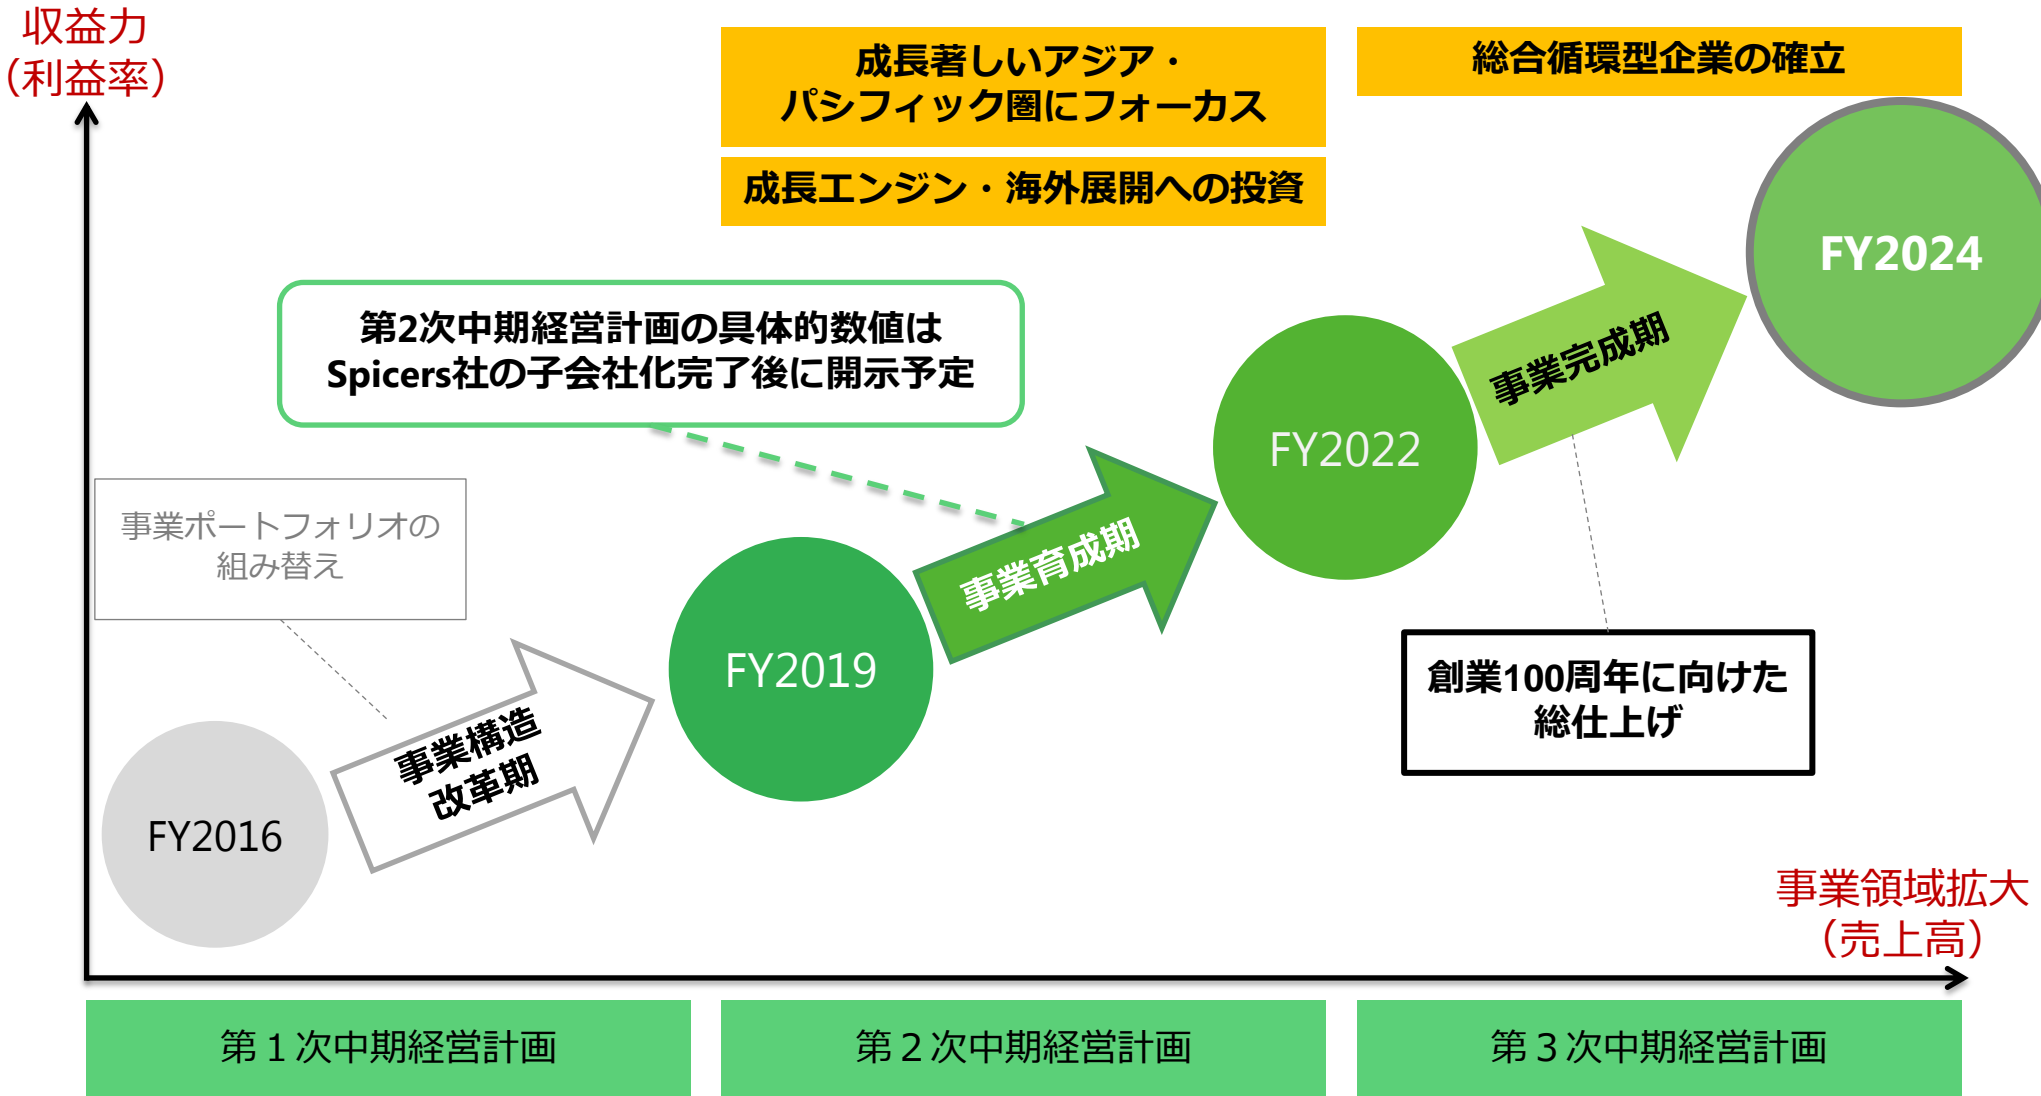 収益力
（利益率）
成長著しいアジア・
パシフィック圏にフォーカス
成長エンジン・海外展開への投資
総合循環型企業の確立
FY2024
第2次中期経営計画の具体的数値は
Spicers社の子会社化完了後に開示予定
事業完成期
FY2022
事業ポートフォリオの
組み替え
事業育成期
FY2019
創業100周年に向けた
総仕上げ
事業構造
改革期
FY2016
事業領域拡大
（売上高）
第１次中期経営計画
第２次中期経営計画
第３次中期経営計画